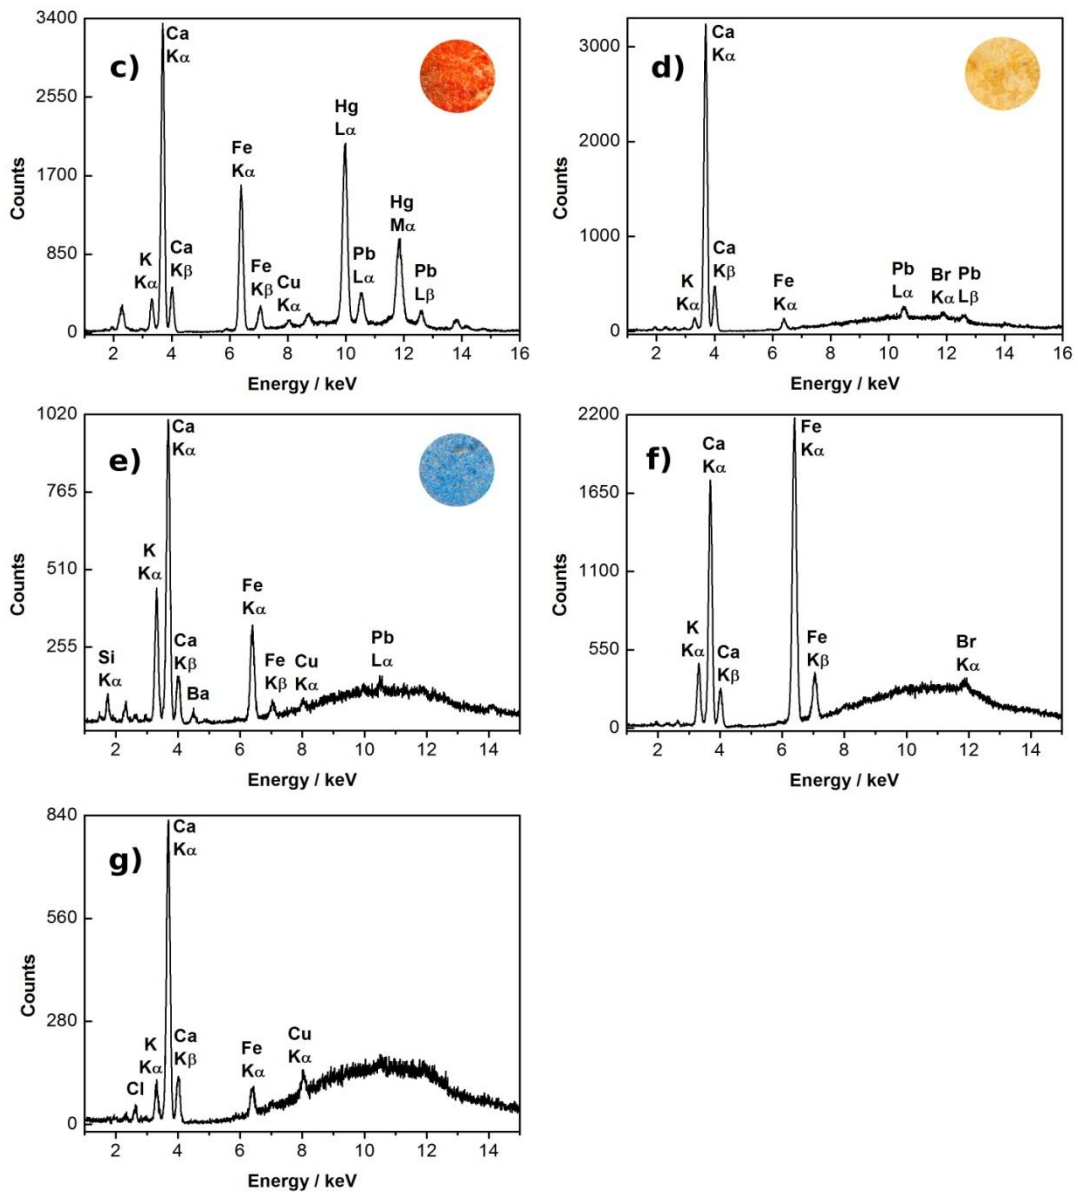 c)
3400
2550
1700
850
0
Counts
Ca
Kα
K
Kα
Ca
Kβ
Fe
Kα
Fe
Kβ
Cu
Kα
Hg
Lα
Pb
Lα
Hg
Mα
Pb
Lβ
2 4 6 8 10 12 14 16
Energy / keV
d)
3000
2000
1000
0
Counts
Ca
Kα
K
Kα
Ca
Kβ
Fe
Kα
Pb
Lα
Br
Kα
Pb
Lβ
2 4 6 8 10 12 14 16
Energy / keV
e)
1020
765
510
255
Counts
Si
Kα
K
Kα
Ca
Kα
Ca
Kβ
Ba
Fe
Kα
Fe
Kβ
Cu
Kα
Pb
Lα
2 4 6 8 10 12 14
Energy / keV
f)
2200
1650
1100
550
0
Counts
K
Kα
Ca
Kα
Ca
Kβ
Fe
Kα
Fe
Kβ
Br
Kα
2 4 6 8 10 12 14
Energy / keV
g)
840
560
280
0
Counts
Cl
K
Kα
Ca
Kα
Ca
Kβ
Fe
Kα
Cu
Kα
2 4 6 8 10 12 14
Energy / keV